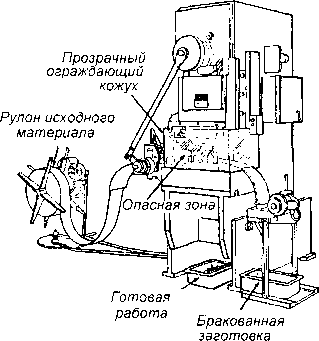 Прозрачный
ограждающий
кожух
Рулон исходного
материала
Опасная зона
Готовая
работа
Бракованная
заготовка